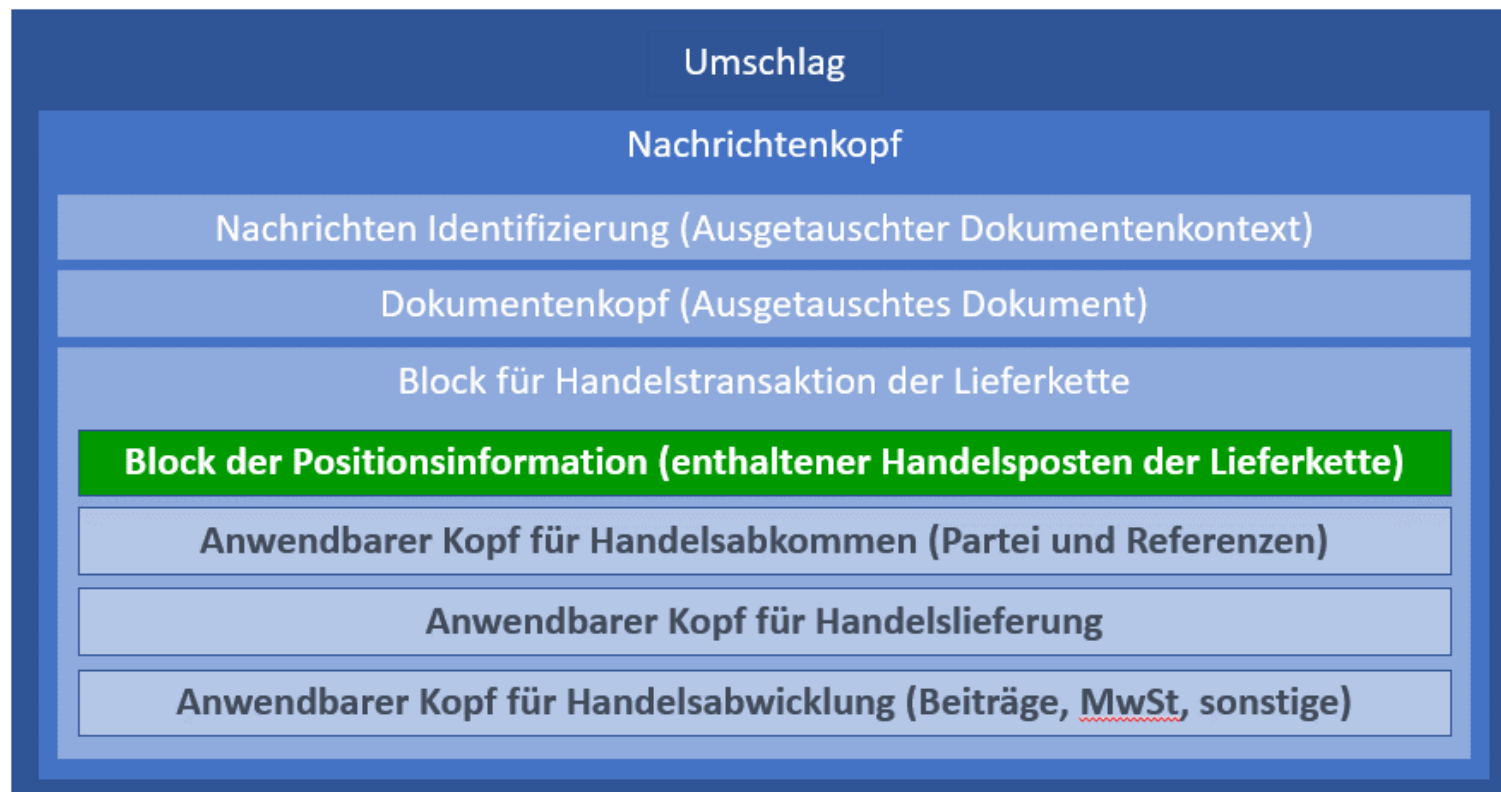 Umschlag
Nachrichtenkopf
Nachrichten Identifizierung (Ausgetauschter Dokumentenkontext)
Dokumentenkopf (Ausgetauschtes Dokument)
Block für Handelstransaktion der Lieferkette
Block der Positionsinformation (enthaltener Handelsposten der Lieferkette)
Anwendbarer Kopf für Handelsabkommen (Partei und Referenzen)
Anwendbarer Kopf für Handelslieferung
Anwendbarer Kopf für Handelsabwicklung (Beiträge, MwSt, sonstige)